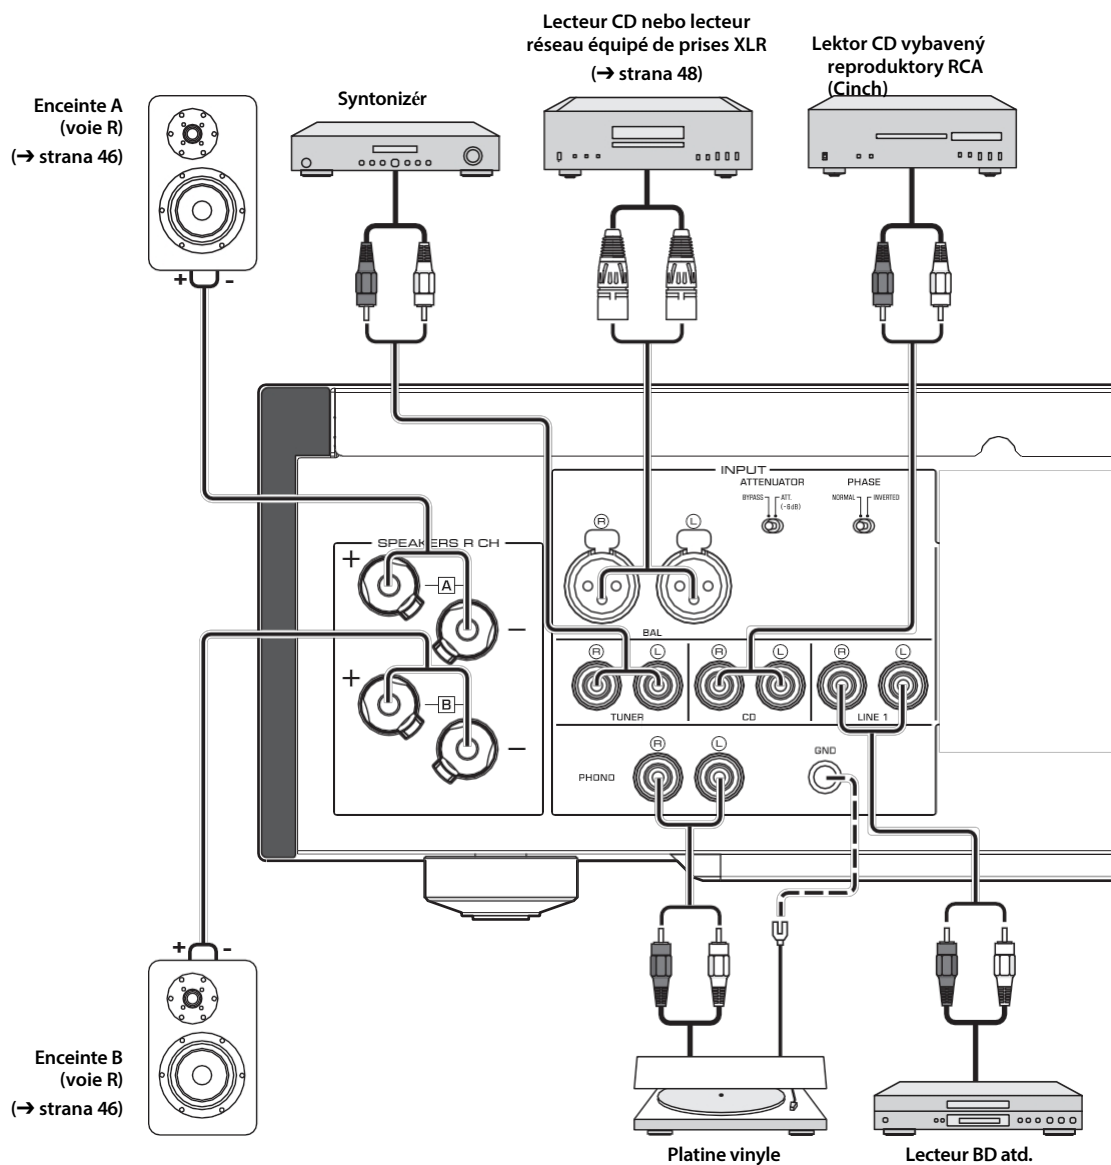 Lecteur CD nebo lecteur
réseau équipé de prises XLR
(→ strana 48)
Lektor CD vybavený
reproduktory RCA
(Cinch)
Enceinte A
(voie R)
(→ strana 46)
Syntonizér
+ -
INPUT
ATTENUATOR
PHASE
BYPASS
ATT.
(-6dB)
NORMAL
INVERTED
R
L
SPEAKERS R CH
+
A
-
BAL
R
L
R
L
R
L
TUNER
CD
LINE 1
+
B
-
R
L
GND
PHONO
+ -
Enceinte B
(voie R)
(→ strana 46)
Platine vinyle
Lecteur BD atd.